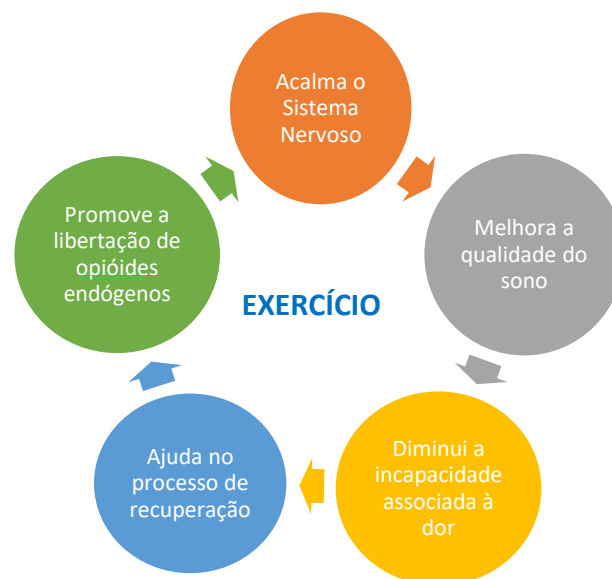 Acalma o
Sistema
Nervoso
Melhora a
qualidade do
sono
Diminui a
incapacidade
associada à
dor
Ajuda no
processo de
recuperação
Promove a
libertação de
opióides
endógenos
EXERCÍCIO